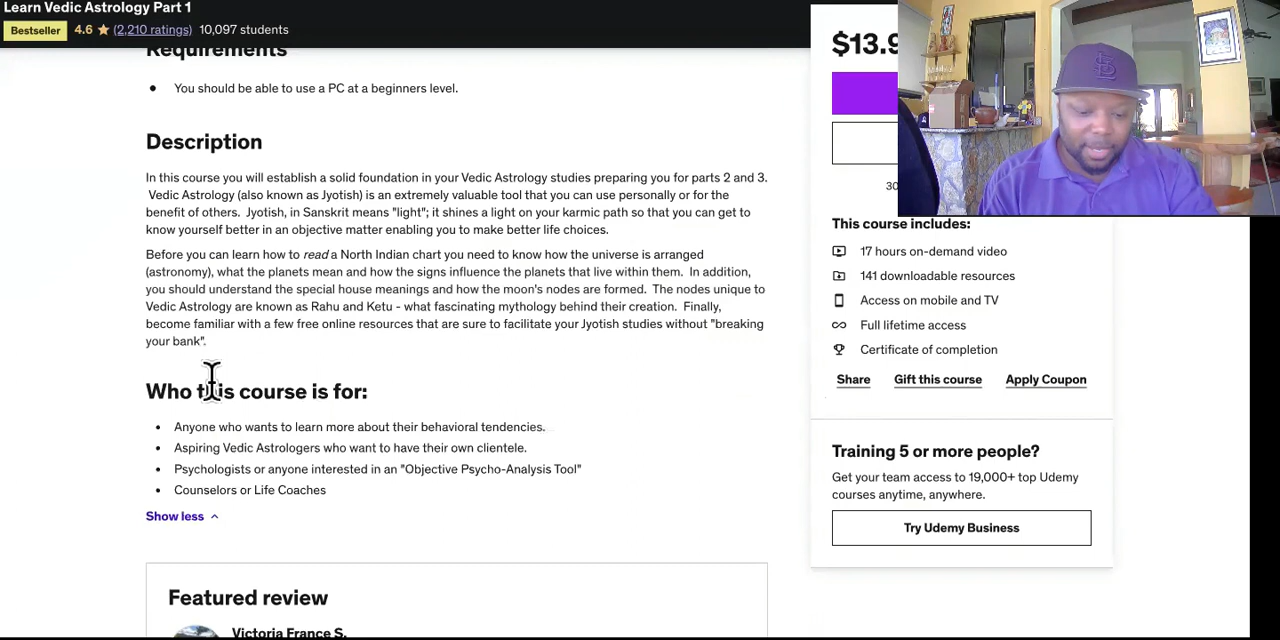 Learn Vedic Astrology Part 1
Bestseller 4.6 (2,210 ratings) 10,097 students
Requirements
You should be able to use a PC at a beginners level.
Description
In this course you will establish a solid foundation in your Vedic Astrology studies preparing you for parts 2 and 3.
Vedic Astrology (also known as Jyotish) is an extremely valuable tool that you can use personally or for the
benefit of others. Jyotish, in Sanskrit means "light"; it shines a light on your karmic path so that you can get to
know yourself better in an objective matter enabling you to make better life choices.
Before you can learn how to read a North Indian chart you need to know how the universe is arranged
(astronomy), what the planets mean and how the signs influence the planets that live within them. In addition,
you should understand the special house meanings and how the moon's nodes are formed. The nodes unique to
Vedic Astrology are known as Rahu and Ketu - what fascinating mythology behind their creation. Finally,
become familiar with a few free online resources that are sure to facilitate your Jyotish studies without "breaking
your bank".
Who this course is for:
Anyone who wants to learn more about their behavioral tendencies.
Aspiring Vedic Astrologers who want to have their own clientele.
Psychologists or anyone interested in an "Objective Psycho-Analysis Tool"
Counselors or Life Coaches
Show less
Featured review
Victoria France S.
$13.9
30
This course includes:
17 hours on-demand video
141 downloadable resources
Access on mobile and TV
Full lifetime access
Certificate of completion
Share Gift this course Apply Coupon
Training 5 or more people?
Get your team access to 19,000+ top Udemy
courses anytime, anywhere.
Try Udemy Business